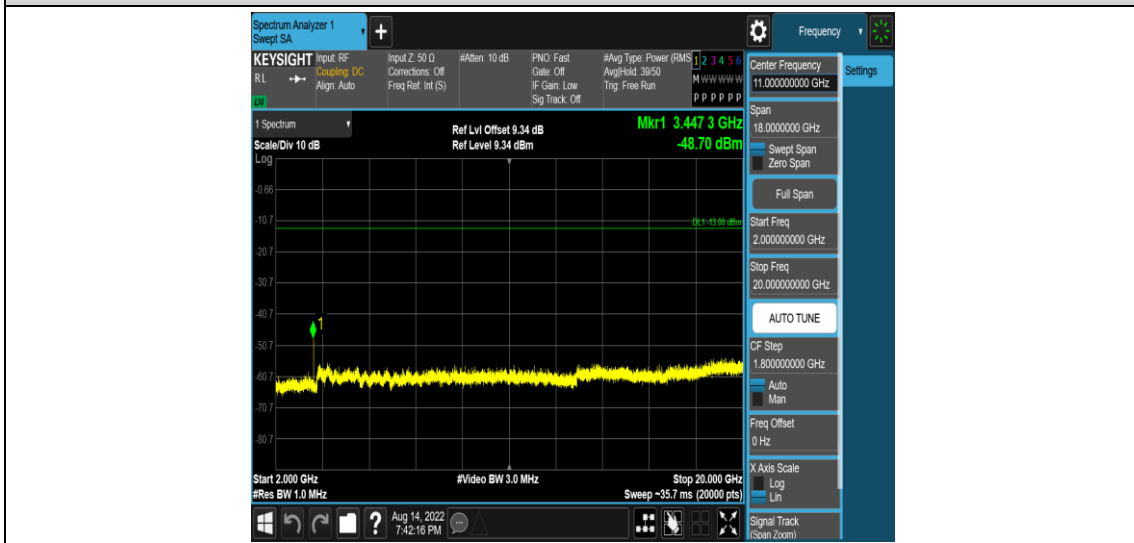 Spectrum Analyzer 1
Swept SA
+
Frequency
KEYSIGHT
RL
LXI
Input: RF
Coupling: DC
Align: Auto
Input Z: 50 Ω
Corrections: Off
Freq Ref: Int (S)
#Atten: 10 dB
PNO: Fast
Gate: Off
IF Gain: Low
Sig Track: Off
#Avg Type: Power (RMS
Avg|Hold: 39/50
Trig: Free Run
1 2 3 4 5 6
M W W W W W
P P P P P P
1 Spectrum
Scale/Div 10 dB
Log
Ref Lvl Offset 9.34 dB
Ref Level 9.34 dBm
Mkr1 3.447 3 GHz
-48.70 dBm
-0.66
-10.7
DL1 -13.00 dBm
-20.7
-30.7
-40.7
1
-50.7
-60.7
-70.7
-80.7
Start 2.000 GHz
#Res BW 1.0 MHz
#Video BW 3.0 MHz
Stop 20.000 GHz
Sweep ~35.7 ms (20000 pts)
Center Frequency
11.000000000 GHz
Settings
Span
18.0000000 GHz
Swept Span
Zero Span
Full Span
Start Freq
2.000000000 GHz
Stop Freq
20.000000000 GHz
AUTO TUNE
CF Step
1.800000000 GHz
Auto
Man
Freq Offset
0 Hz
X Axis Scale
Log
Lin
Signal Track
(Span Zoom)
?
Aug 14, 2022
7:42:16 PM